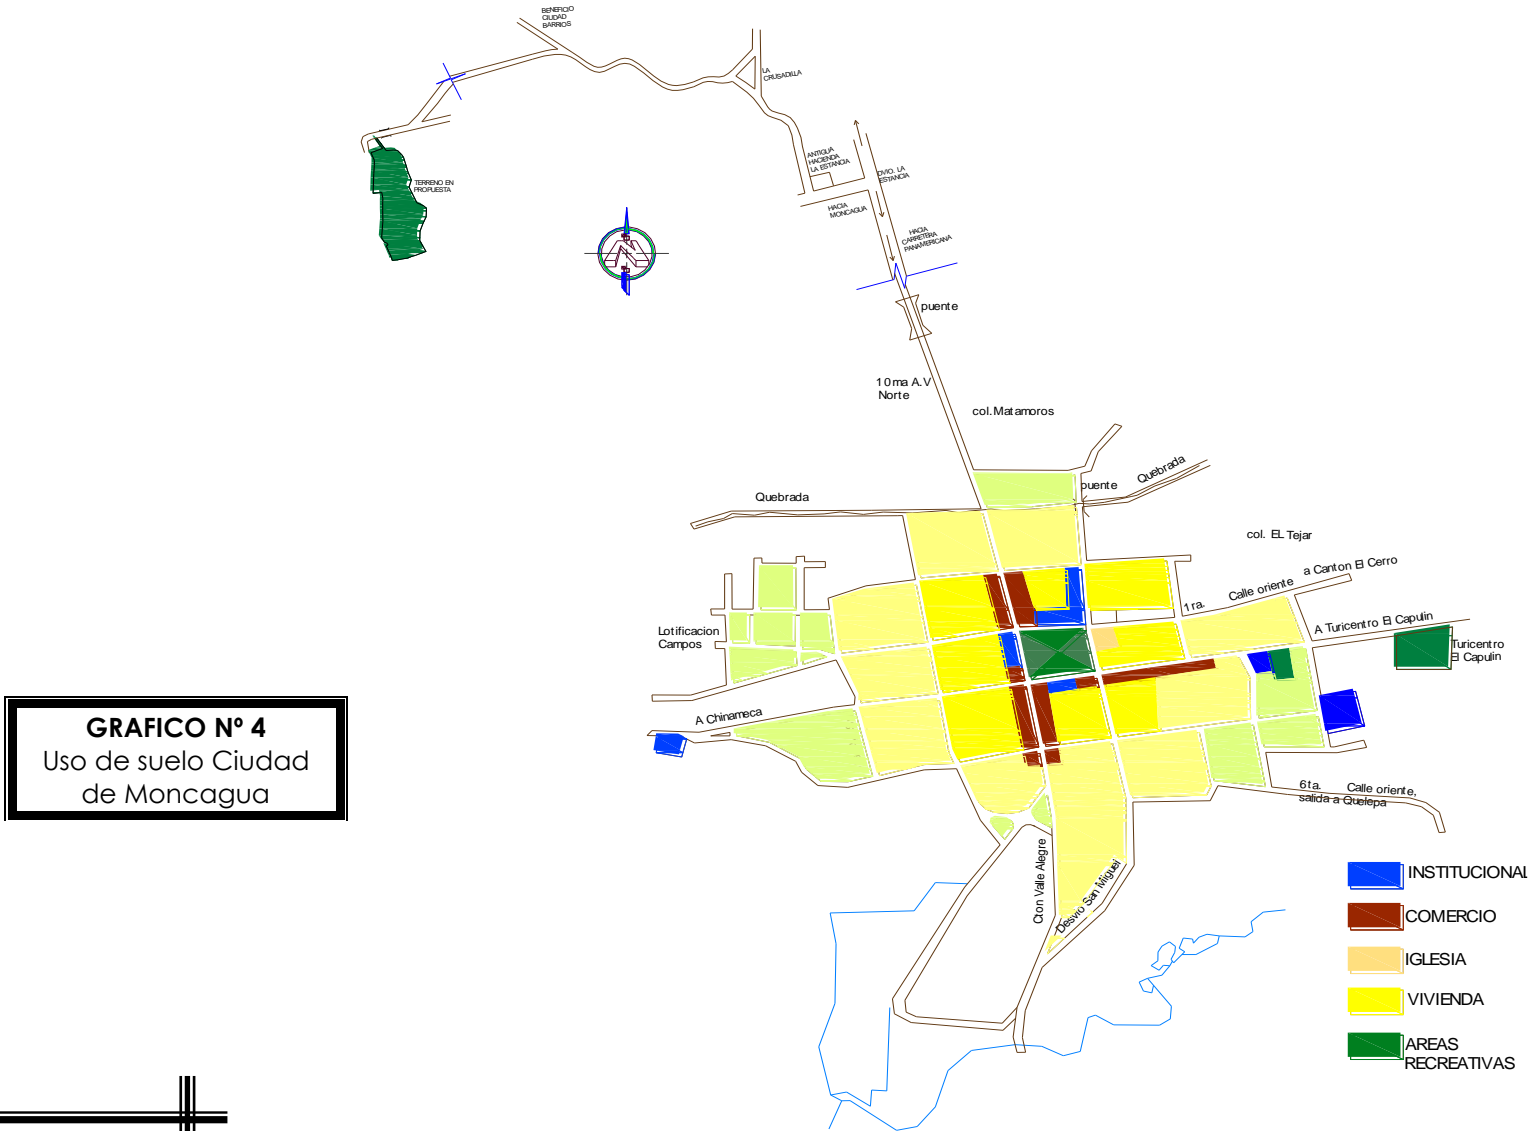 BENEFICIO
CIUDAD
BARRIOS
LA
CRUSADILLA
ANTIGUA
HACIENDA
LA ESTANCIA
DVIO. LA
ESTANCIA
TERRENO EN
PROPUESTA
HACIA
MONCAGUA
HACIA
CARRETERA
PANAMERICANA
puente
10ma A.V
Norte
col.Matamoros
Quebrada
puente
Quebrada
col. EL Tejar
a Canton El Cerro
1ra. Calle oriente
A Turicentro El Capulin
Lotificacion
Campos
Turicentro
El Capulin
A Chinameca
GRAFICO Nº 4
Uso de suelo Ciudad
de Moncagua
6ta. Calle oriente,
salida a Quelepa
Cton Valle Alegre
Desvio San Miguel
INSTITUCIONAL
COMERCIO
IGLESIA
VIVIENDA
AREAS
RECREATIVAS